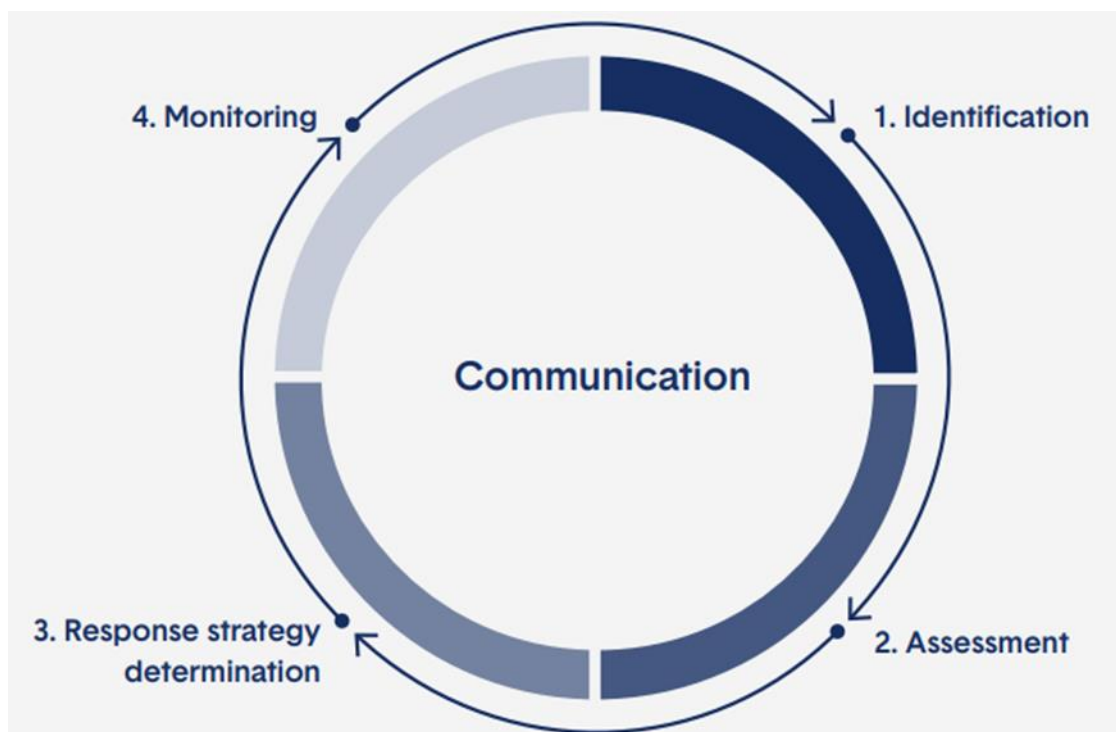 4. Monitoring
1. Identification
Communication
3. Response strategy
determination
2. Assessment